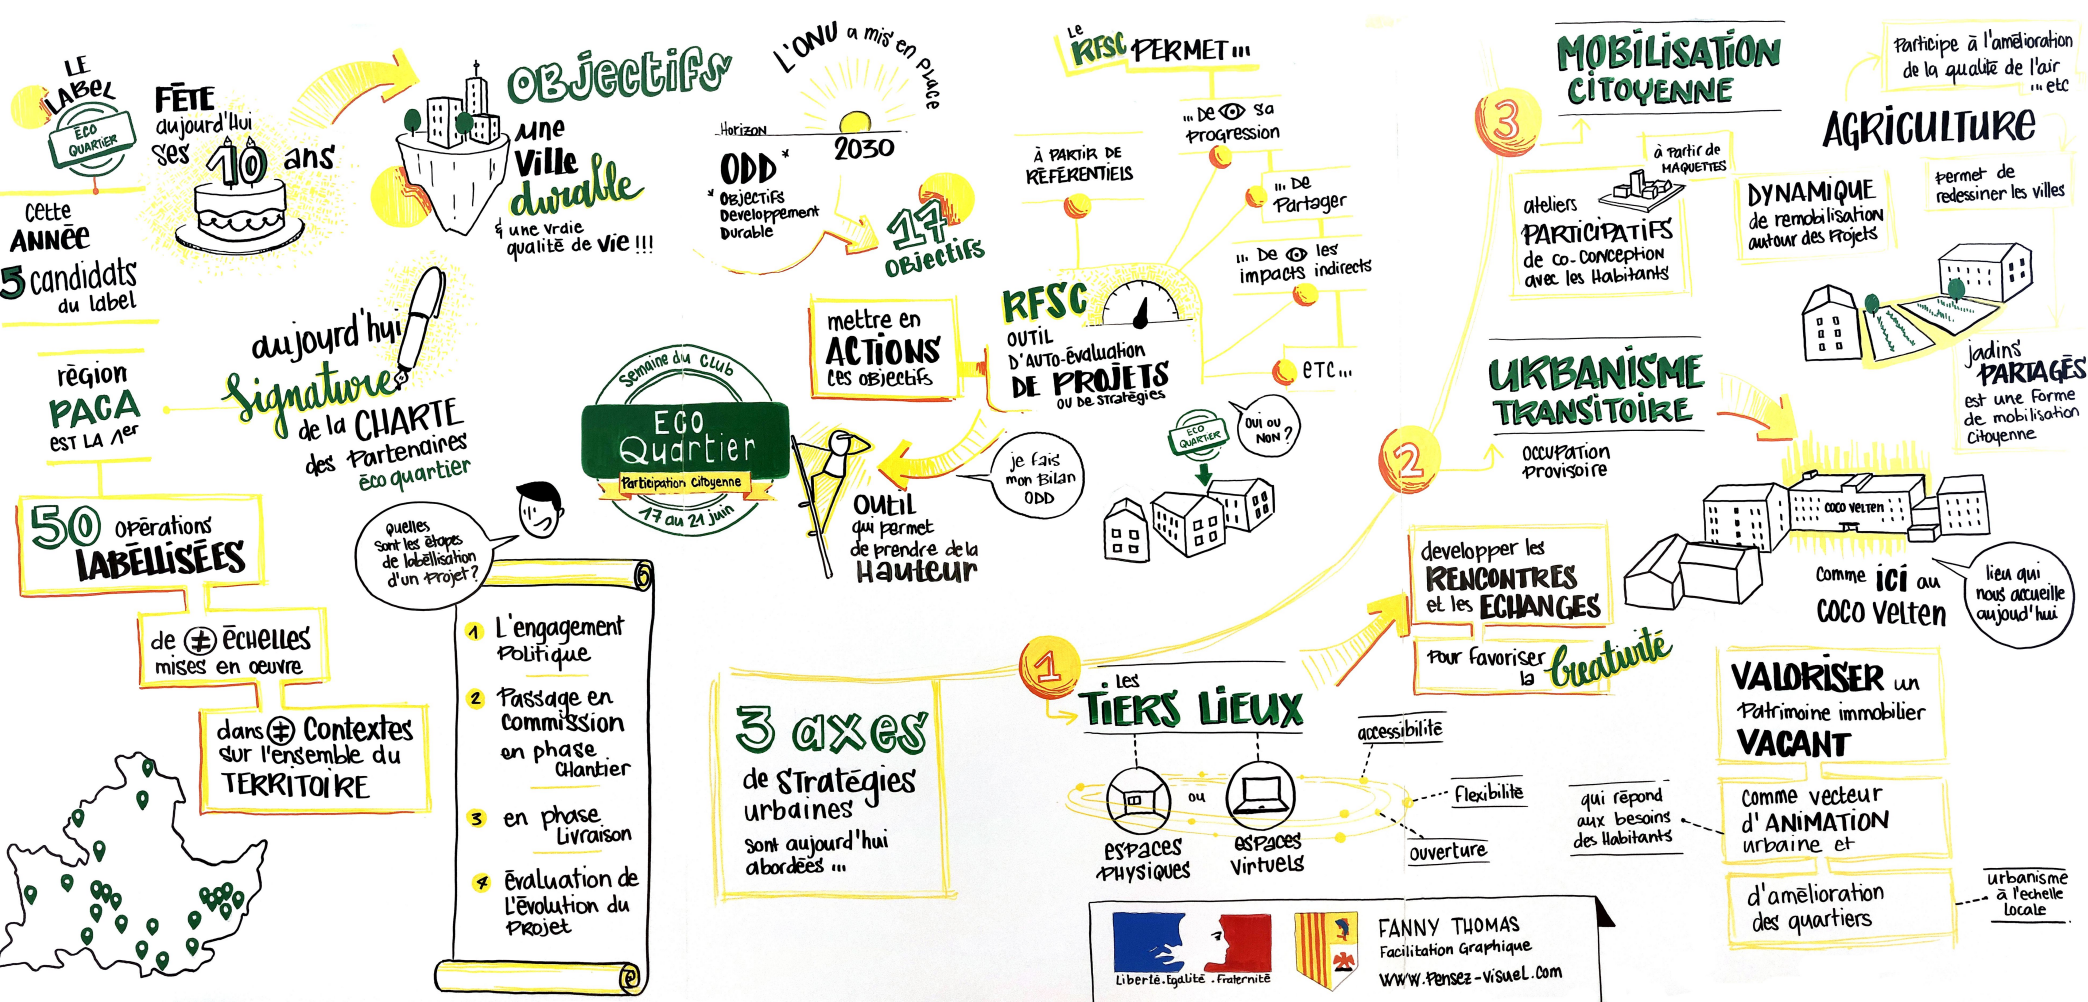 LE
LABEL
ÉCO
QUARTIER
FÊTE
aujourd'hui
ses 10 ans
cette
ANNÉE
5 candidats
du label
région
PACA
EST LA 1er
50 opérations
LABÉLLISÉES
de ≠ ÉCHELLES
mises en oeuvre
dans ≠ Contextes
sur l'ensemble du
TERRITOIRE
aujourd'hui
Signature
de la CHARTE
des Partenaires
éco quartier
OBJECTIFS
une
Ville
durable
& une vraie
qualité de vie !!!
Quelles
sont les étapes
de labéllisation
d'un projet ?
1 L'engagement
Politique
2 Passage en
commission
en phase
Chantier
3 en phase
Livraison
4 évaluation de
L'évolution du
Projet
L'ONU a mis en place
Horizon
2030
ODD *
* OBJECTIFS
Developpement
Durable
17
OBJECTIFS
mettre en
ACTIONS
ces OBJECTIFS
Semaine du Club
ECO
Quartier
Participation Citoyenne
17 au 21 juin
Le
RFSC PERMET ...
À PARTIR DE
RÉFÉRENTIELS
... De sa
progression
... De
Partager
... De les
impacts indirects
ETC...
RFSC
OUTIL
D'AUTO-évaluation
DE PROJETS
OU De Stratégies
OUTIL
qui permet
de prendre de la
Hauteur
je fais
mon Bilan
ODD
ECO
QUARTIER
OUI OU
NON ?
3 axes
de Stratégies
urbaines
sont aujourd'hui
abordées ...
1
Les
TIERS LIEUX
ESPACES
PHYSIQUES
ou
ESPACES
Virtuels
accessibilité
flexibilité
ouverture
developper les
RENCONTRES
et les ECHANGES
Pour favoriser
la Créativité
2
URBANISME
TRANSITOIRE
OCCUPATION
Provisoire
COCO VELTEN
comme ici au
COCO Velten
lieu qui
nous accueille
aujourd'hui
VALORISER un
Patrimoine immobilier
VACANT
Comme vecteur
d'ANIMATION
urbaine et
d'amélioration
des quartiers
qui répond
aux besoins
des Habitants
urbanisme
à l'echelle
Locale
3
MOBILISATION
CITOYENNE
à Partir de
MAQUETTES
ateliers
PARTICIPATIFS
de co-conception
avec les Habitants
DYNAMIQUE
de remobilisation
autour des Projets
Participe à l'amélioration
de la qualité de l'air
... etc
AGRICULTURE
permet de
redessiner les villes
jadins
PARTAGÉS
est une forme
de mobilisation
Citoyenne
Liberté . Egalité . Fraternité
FANNY THOMAS
Facilitation Graphique
www.Pensez-visuel.com